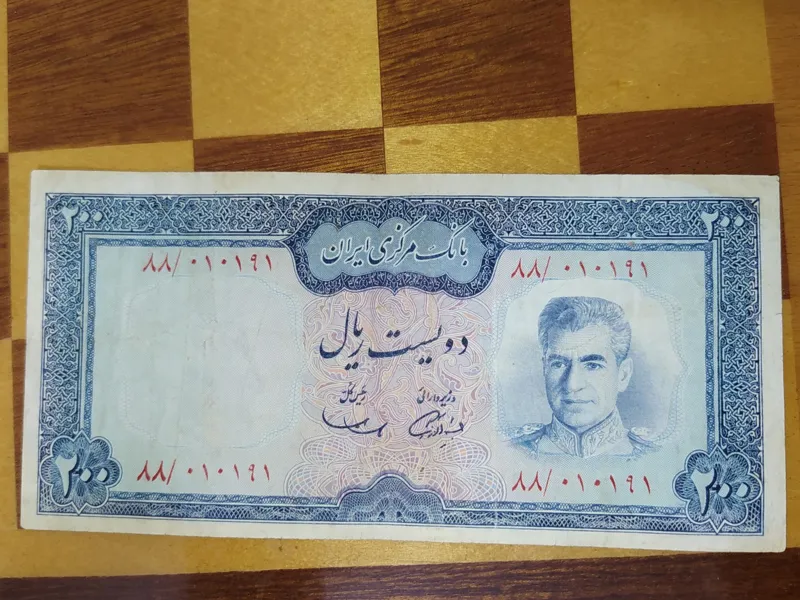 ۲۰۰ ۲۰۰
بانک مرکزی ایران
۸۸/۰۱۰۱۹۱ ۸۸/۰۱۰۱۹۱
دویست ریال
وزیر دارائی رئیس کل
۸۸/۰۱۰۱۹۱ ۸۸/۰۱۰۱۹۱
۲۰۰ ۲۰۰